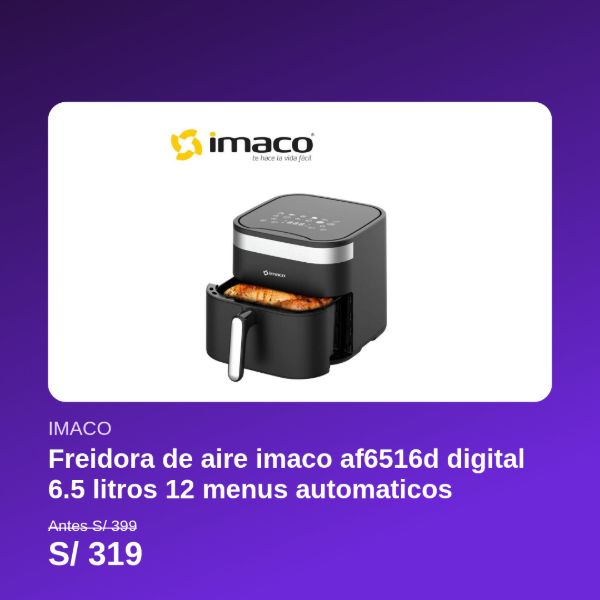 imaco
te hace la vida fácil
imaco
IMACO
Freidora de aire imaco af6516d digital
6.5 litros 12 menus automaticos
Antes S/ 399
S/ 319